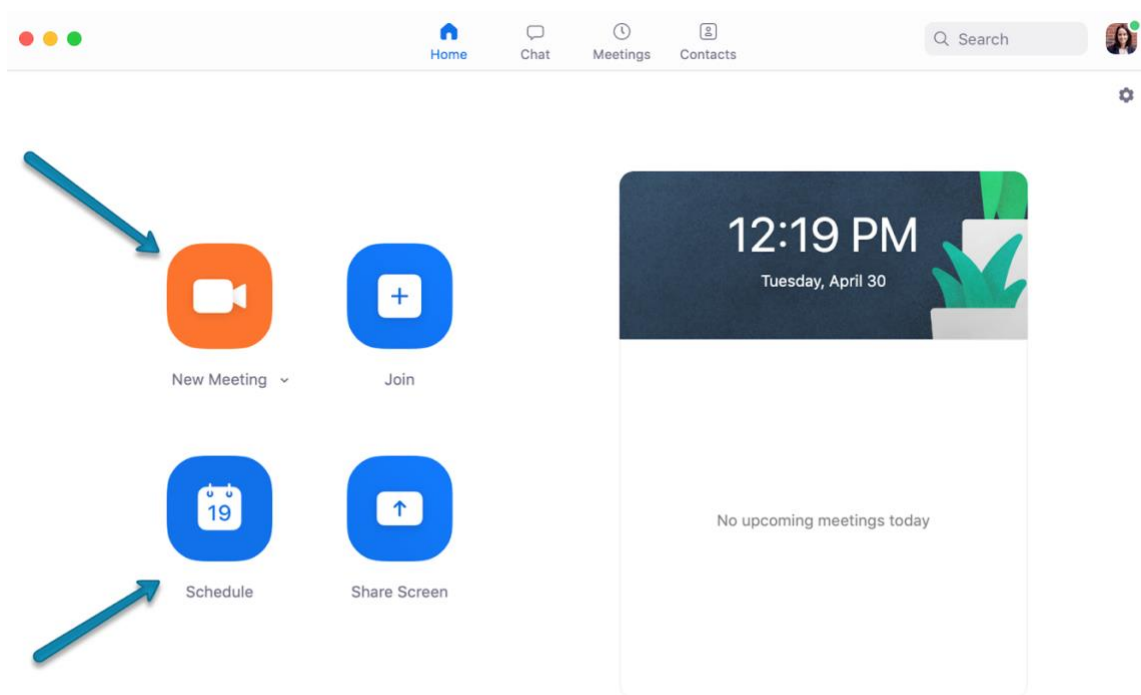 Home
Chat
Meetings
Contacts
Search
12:19 PM
Tuesday, April 30
New Meeting
Join
19
Schedule
Share Screen
No upcoming meetings today